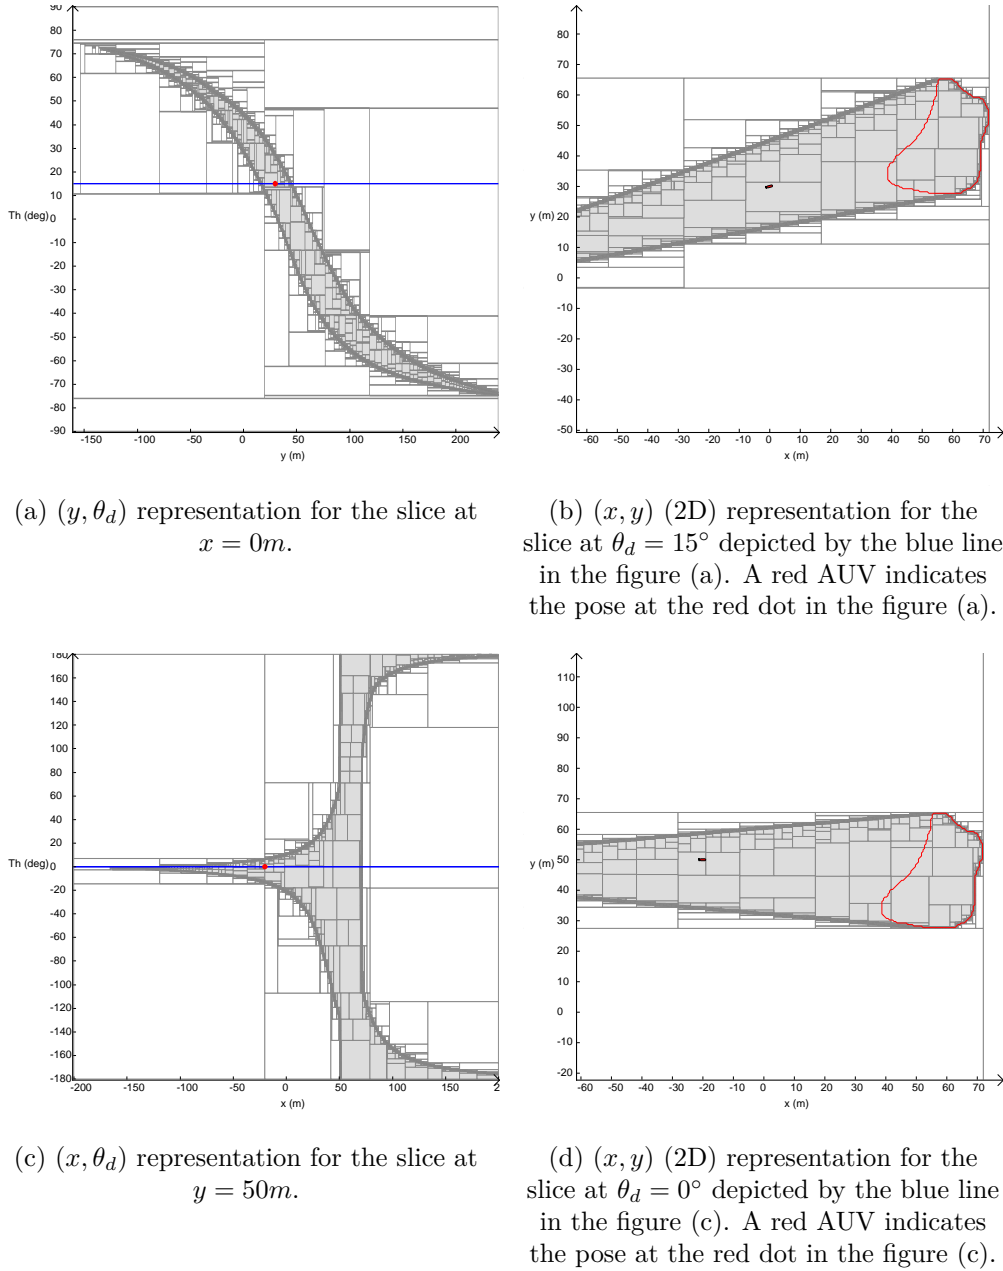 90
80
70
60
50
40
30
20
10
Th (deg)0
-10
-20
-30
-40
-50
-60
-70
-80
-90
-150 -100 -50 0 50 100 150 200
y (m)
80
70
60
50
40
y (m) 30
20
10
0
-10
-20
-30
-40
-50
-60 -50 -40 -30 -20 -10 0 10 20 30 40 50 60 70
x (m)
(a) (y, θd) representation for the slice at
x = 0m.
(b) (x, y) (2D) representation for the
slice at θd = 15° depicted by the blue line
in the figure (a). A red AUV indicates
the pose at the red dot in the figure (a).
180
160
140
120
100
80
60
40
20
Th (deg)0
-20
-40
-60
-80
-100
-120
-140
-160
-180
-200 -150 -100 -50 0 50 100 150 2
x (m)
110
100
90
80
70
60
y (m) 50
40
30
20
10
0
-10
-20
-60 -50 -40 -30 -20 -10 0 10 20 30 40 50 60 70
x (m)
(c) (x, θd) representation for the slice at
y = 50m.
(d) (x, y) (2D) representation for the
slice at θd = 0° depicted by the blue line
in the figure (c). A red AUV indicates
the pose at the red dot in the figure (c).